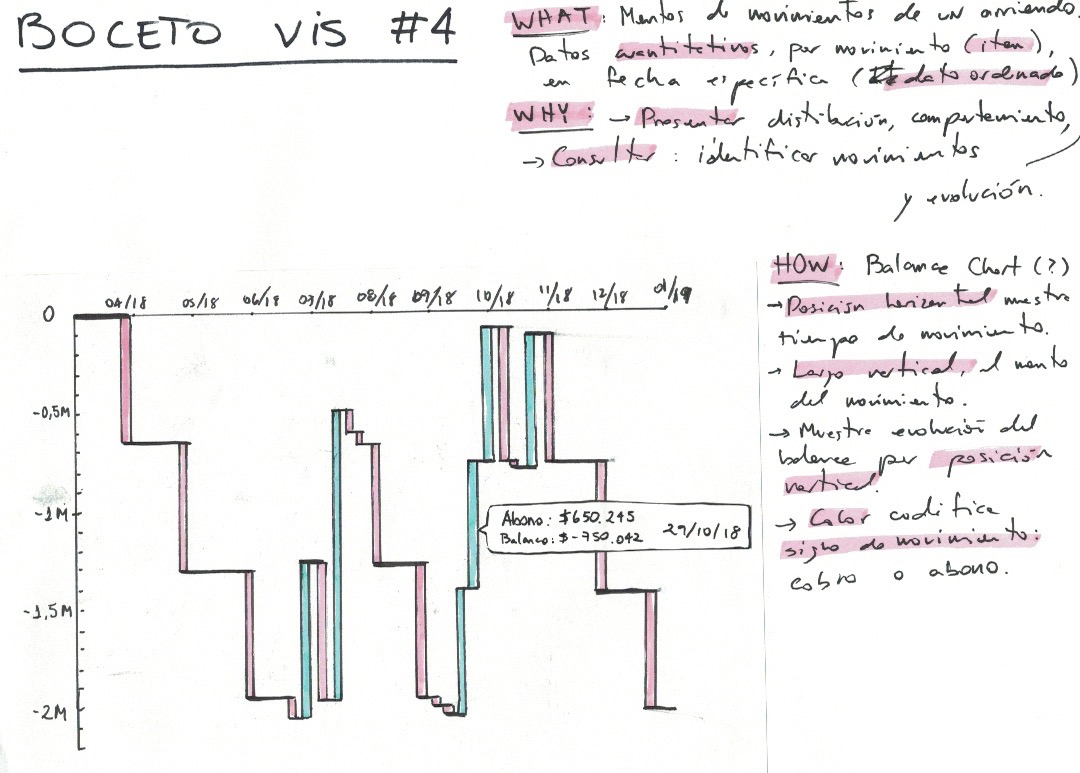 BOCETO VIS #4
WHAT: Montos de movimientos de un arriendo.
Datos cuantitativos, por movimiento (item),
en fecha específica (dato ordenado)
WHY: → Presentar distribución, comportamiento,
→ Consultar: identificar movimientos
y evolución.
HOW: Balance Chart (?)
→ Posición horizontal muestra
tiempo de movimiento.
→ Largo vertical, el monto
del movimiento.
→ Muestra evolución del
balance por posición
vertical.
→ Color codifica
signo de movimiento:
cobro o abono.
04/18 05/18 06/18 07/18 08/18 09/18 10/18 11/18 12/18 01/19
0
-0,5M
-1M
Abono: $650.245
Balance: $-750.042 29/10/18
-1,5M
-2M